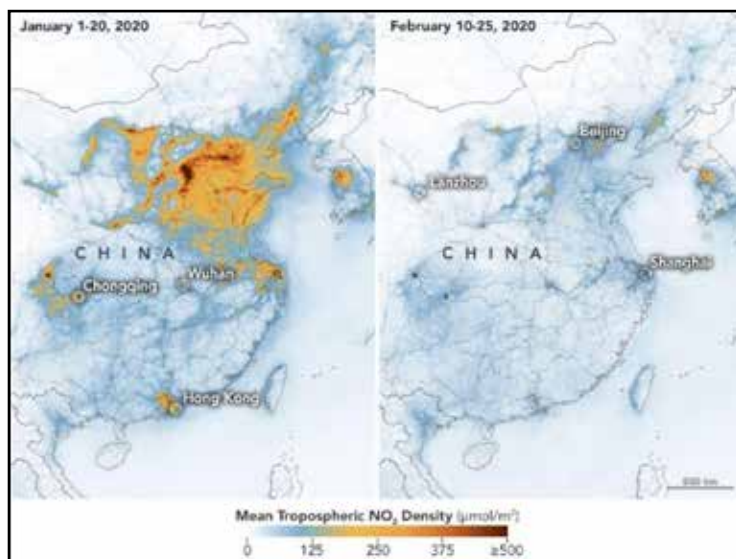 January 1-20, 2020
February 10-25, 2020
Beijing
Lanzhou
CHINA
Wuhan
Chongqing
Hong Kong
CHINA
Shanghai
Mean Tropospheric NO₂ Density (µmol/m²)
0 125 250 375 ≥500